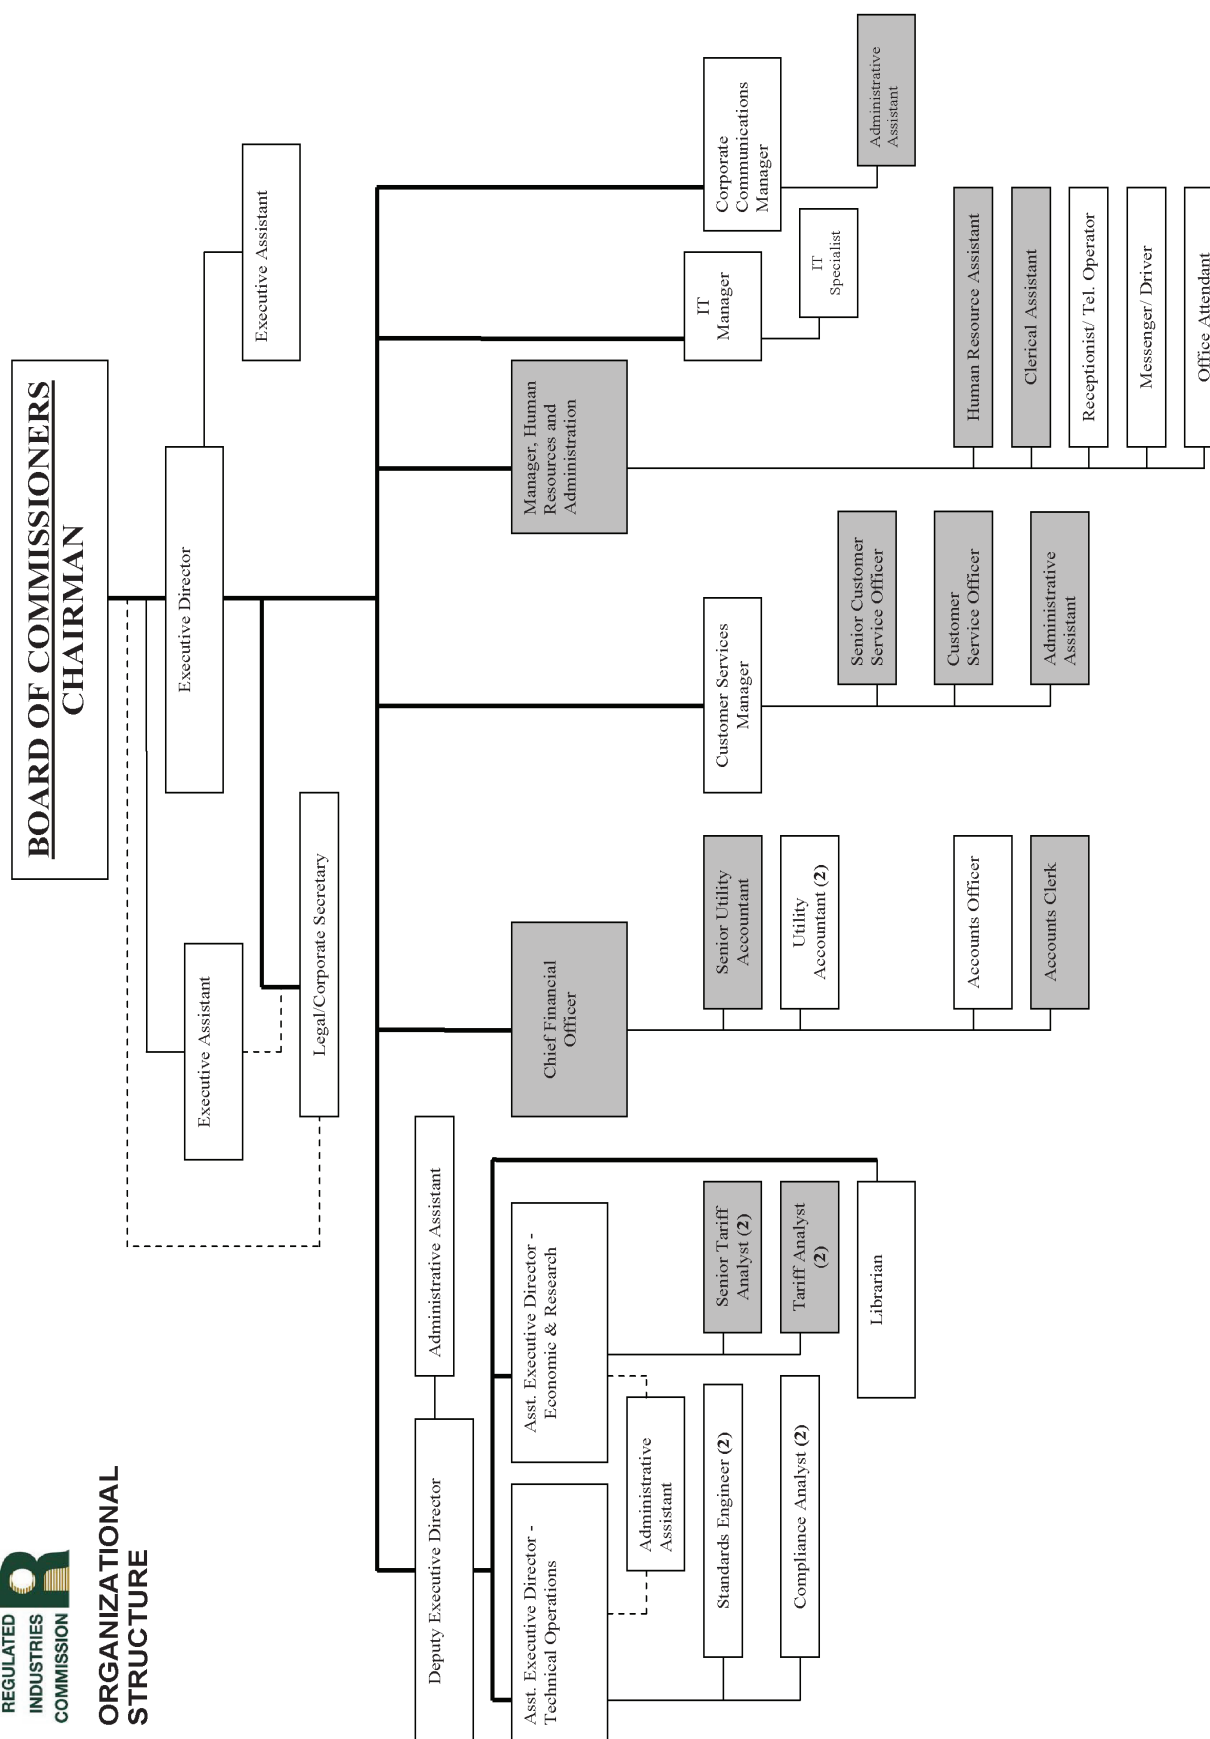 REGULATED
INDUSTRIES
COMMISSION
R
ORGANIZATIONAL
STRUCTURE
BOARD OF COMMISSIONERS
CHAIRMAN
Executive Director
Executive Assistant
Executive Assistant
Legal/Corporate Secretary
Deputy Executive Director
Administrative Assistant
Asst. Executive Director -
Technical Operations
Asst. Executive Director -
Economic & Research
Administrative
Assistant
Standards Engineer (2)
Compliance Analyst (2)
Senior Tariff
Analyst (2)
Tariff Analyst
(2)
Librarian
Chief Financial
Officer
Senior Utility
Accountant
Utility
Accountant (2)
Accounts Officer
Accounts Clerk
Customer Services
Manager
Senior Customer
Service Officer
Customer
Service Officer
Administrative
Assistant
Manager, Human
Resources and
Administration
Human Resource Assistant
Clerical Assistant
Receptionist/ Tel. Operator
Messenger/ Driver
Office Attendant
IT
Manager
IT
Specialist
Corporate
Communications
Manager
Administrative
Assistant